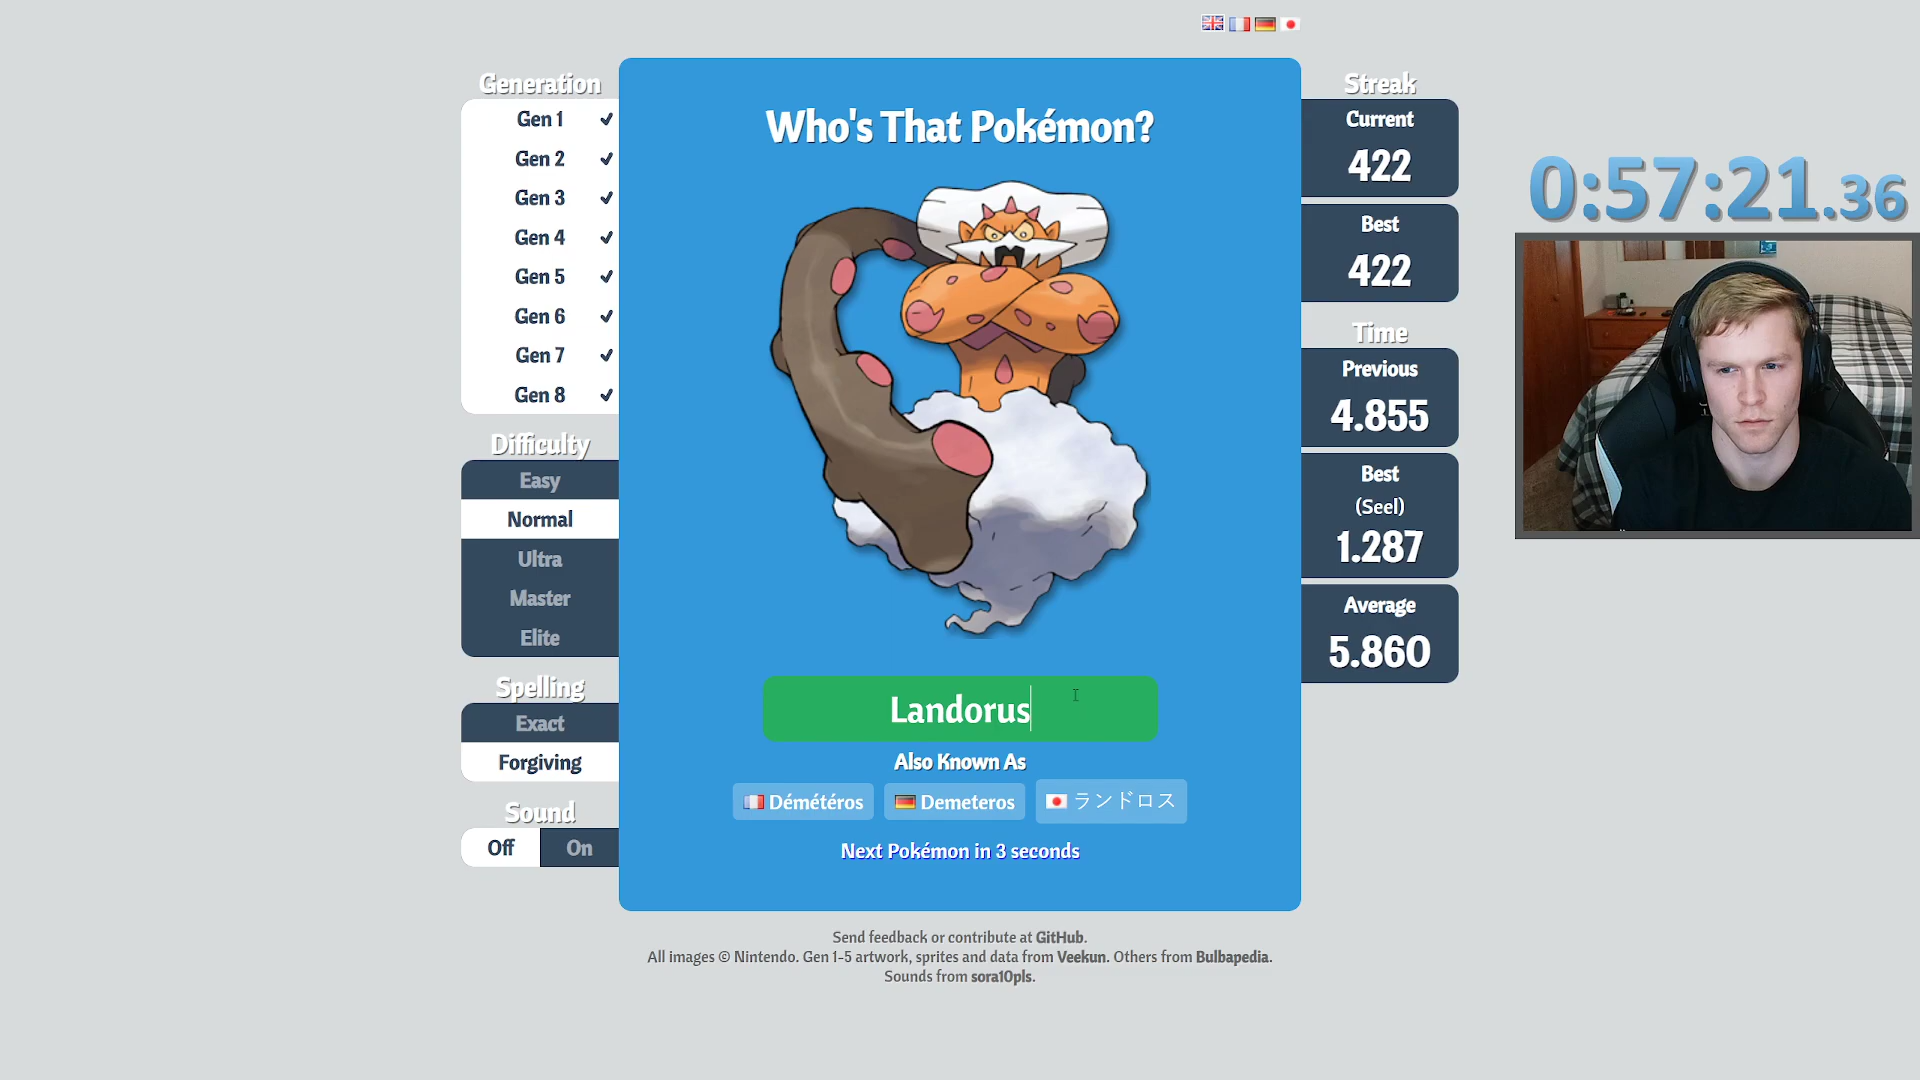 Generation
Gen 1
Gen 2
Gen 3
Gen 4
Gen 5
Gen 6
Gen 7
Gen 8
Difficulty
Easy
Normal
Ultra
Master
Elite
Spelling
Exact
Forgiving
Sound
Off On
Who's That Pokémon?
Landorus
Also Known As
Démétéros Demeteros ランドロス
Next Pokémon in 3 seconds
Send feedback or contribute at GitHub.
All images © Nintendo. Gen 1-5 artwork, sprites and data from Veekun. Others from Bulbapedia.
Sounds from sora10pls.
Streak
Current
422
Best
422
Time
Previous
4.855
Best
(Seel)
1.287
Average
5.860
0:57:21.36